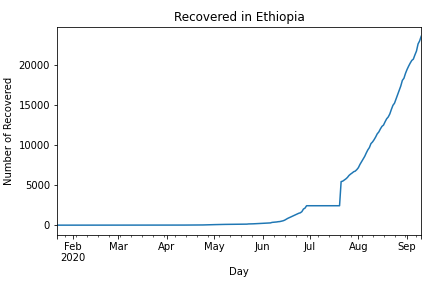 Recovered in Ethiopia
Number of Recovered
20000
15000
10000
5000
0
Feb Mar Apr May Jun Jul Aug Sep
2020
Day